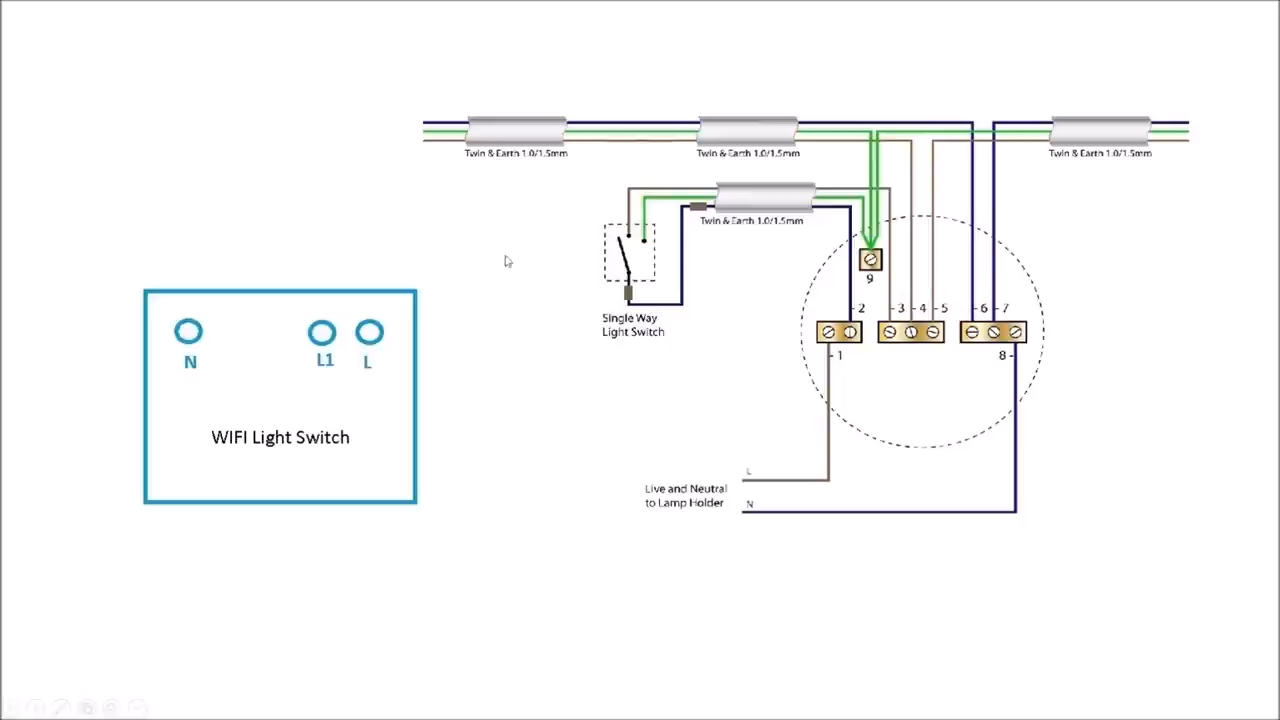 Twin & Earth 1.0/1.5mm
Twin & Earth 1.0/1.5mm
Twin & Earth 1.0/1.5mm
Twin & Earth 1.0/1.5mm
9
2
3
4
5
6
7
Single Way
Light Switch
1
8
N
L1
L
WIFI Light Switch
L
Live and Neutral
to Lamp Holder
N